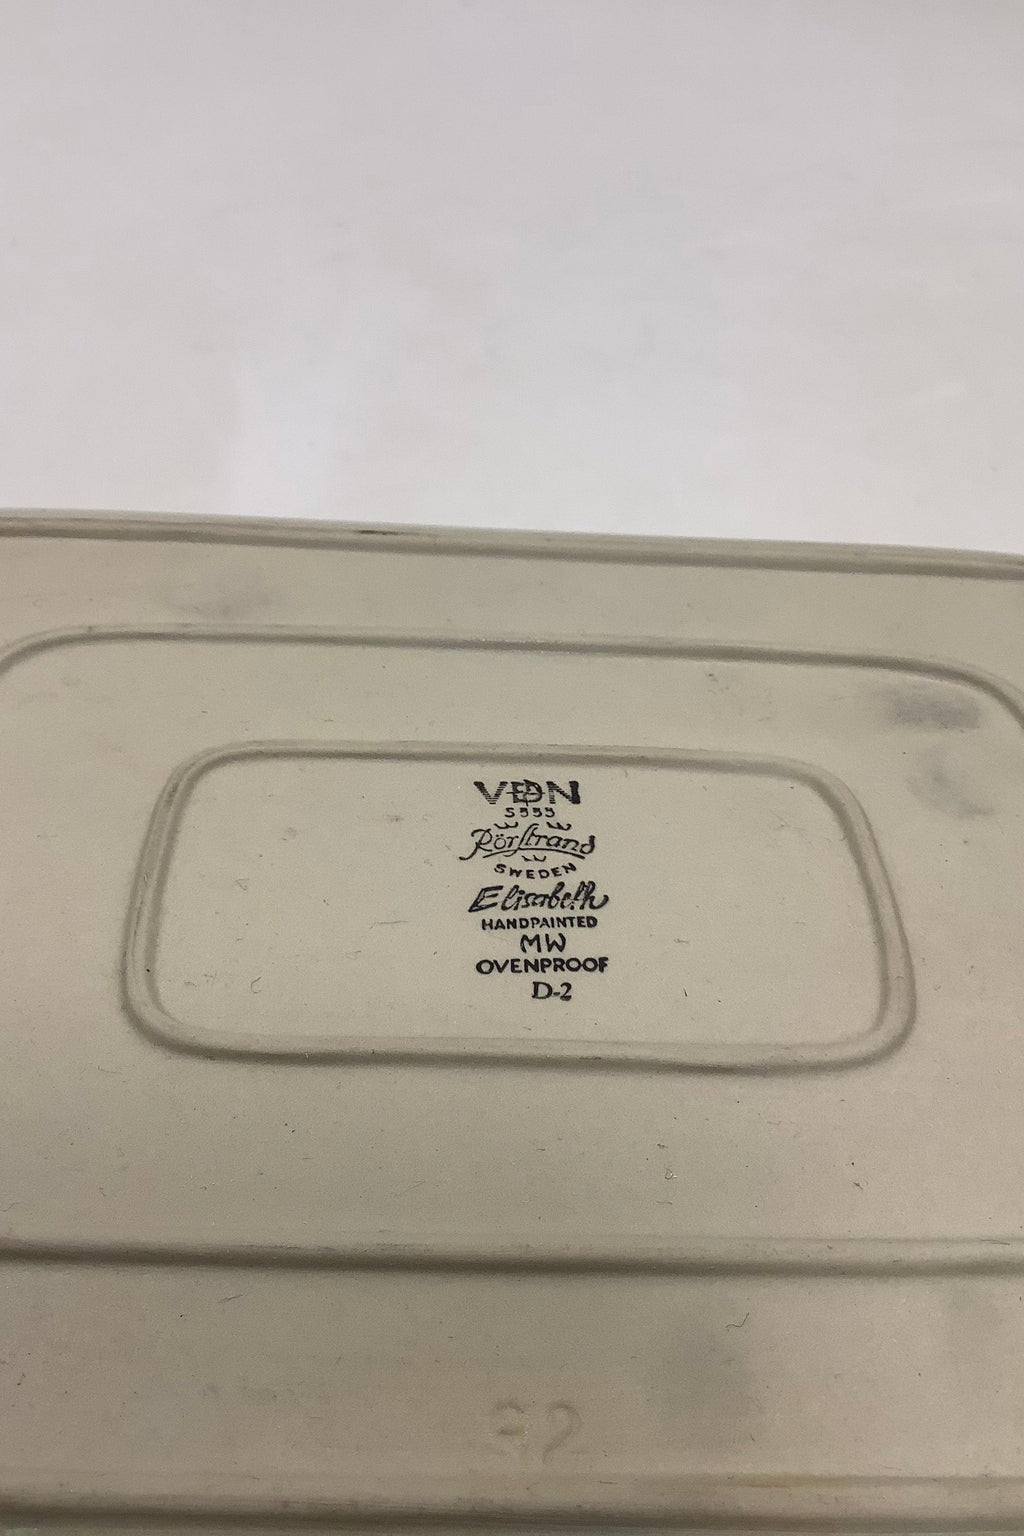 VDN
S555
Rörstrand
SWEDEN
Elisabeth
HANDPAINTED
MW
OVENPROOF
D-2